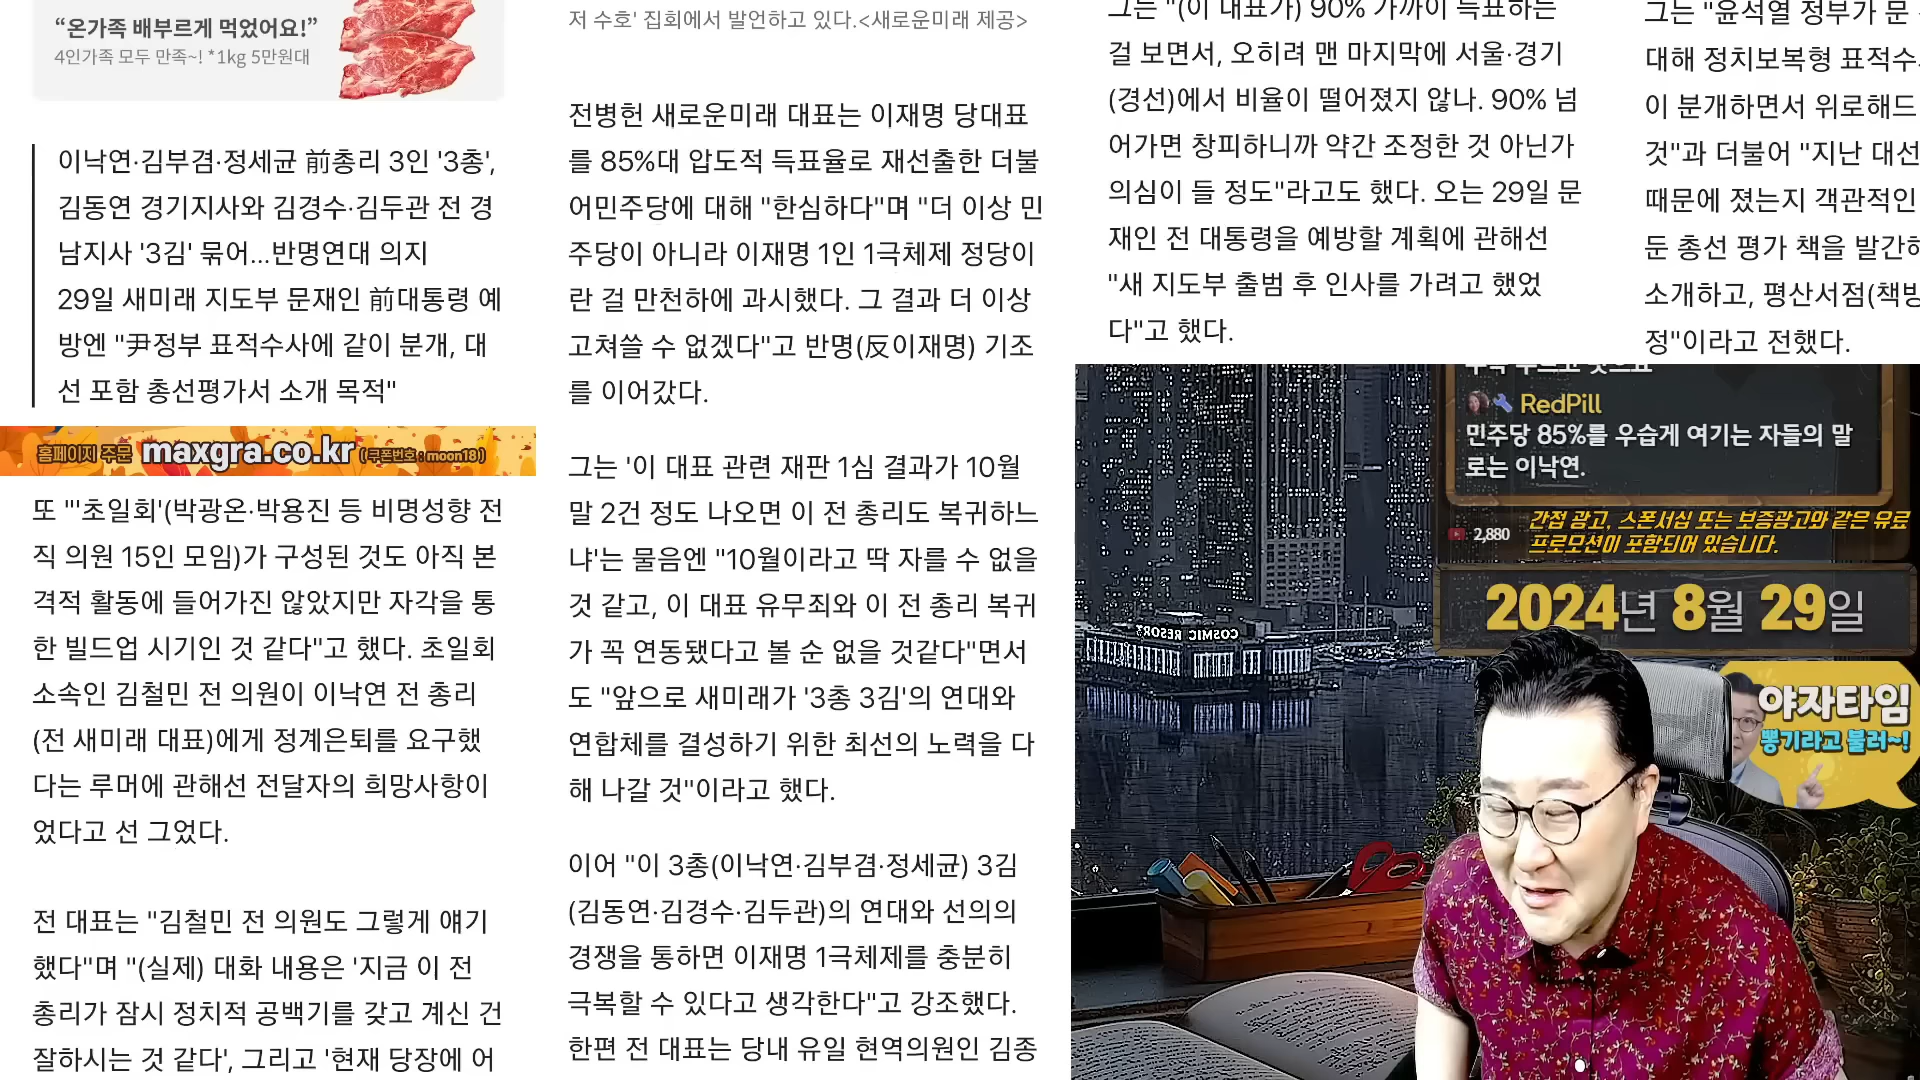 “온가족 배부르게 먹었어요!”
4인가족 모두 만족~! *1kg 5만원대
이낙연·김부겸·정세균 前총리 3인 '3총',
김동연 경기지사와 김경수·김두관 전 경
남지사 '3김' 묶어...반명연대 의지
29일 새미래 지도부 문재인 前대통령 예
방엔 "尹정부 표적수사에 같이 분개, 대
선 포함 총선평가서 소개 목적"
홈페이지 주문 maxgra.co.kr ( 쿠폰번호 : moon18 )
또 "'초일회'(박광온·박용진 등 비명성향 전
직 의원 15인 모임)가 구성된 것도 아직 본
격적 활동에 들어가진 않았지만 자각을 통
한 빌드업 시기인 것 같다"고 했다. 초일회
소속인 김철민 전 의원이 이낙연 전 총리
(전 새미래 대표)에게 정계은퇴를 요구했
다는 루머에 관해선 전달자의 희망사항이
었다고 선 그었다.
전 대표는 "김철민 전 의원도 그렇게 얘기
했다"며 "(실제) 대화 내용은 '지금 이 전
총리가 잠시 정치적 공백기를 갖고 계신 건
잘하시는 것 같다', 그리고 '현재 당장에 어
저 수호' 집회에서 발언하고 있다.<새로운미래 제공>
전병헌 새로운미래 대표는 이재명 당대표
를 85%대 압도적 득표율로 재선출한 더불
어민주당에 대해 "한심하다"며 "더 이상 민
주당이 아니라 이재명 1인 1극체제 정당이
란 걸 만천하에 과시했다. 그 결과 더 이상
고쳐쓸 수 없겠다"고 반명(反이재명) 기조
를 이어갔다.
그는 '이 대표 관련 재판 1심 결과가 10월
말 2건 정도 나오면 이 전 총리도 복귀하느
냐'는 물음엔 "10월이라고 딱 자를 수 없을
것 같고, 이 대표 유무죄와 이 전 총리 복귀
가 꼭 연동됐다고 볼 순 없을 것같다"면서
도 "앞으로 새미래가 '3총 3김'의 연대와
연합체를 결성하기 위한 최선의 노력을 다
해 나갈 것"이라고 했다.
이어 "이 3총(이낙연·김부겸·정세균) 3김
(김동연·김경수·김두관)의 연대와 선의의
경쟁을 통하면 이재명 1극체제를 충분히
극복할 수 있다고 생각한다"고 강조했다.
한편 전 대표는 당내 유일 현역의원인 김종
그는 "(이 대표가) 90% 가까이 득표하는
걸 보면서, 오히려 맨 마지막에 서울·경기
(경선)에서 비율이 떨어졌지 않나. 90% 넘
어가면 창피하니까 약간 조정한 것 아닌가
의심이 들 정도"라고도 했다. 오는 29일 문
재인 전 대통령을 예방할 계획에 관해선
"새 지도부 출범 후 인사를 가려고 했었
다"고 했다.
그는 "윤석열 정부가 문
대해 정치보복형 표적수
이 분개하면서 위로해드
것"과 더불어 "지난 대선
때문에 졌는지 객관적인
둔 총선 평가 책을 발간해
소개하고, 평산서점(책방
정"이라고 전했다.
RedPill
민주당 85%를 우습게 여기는 자들의 말
로는 이낙연.
2,880
간접 광고, 스폰서십 또는 보증광고와 같은 유료
프로모션이 포함되어 있습니다.
2024년 8월 29일
COSMIC RESORT
야자타임
뽕기라고 불러~!